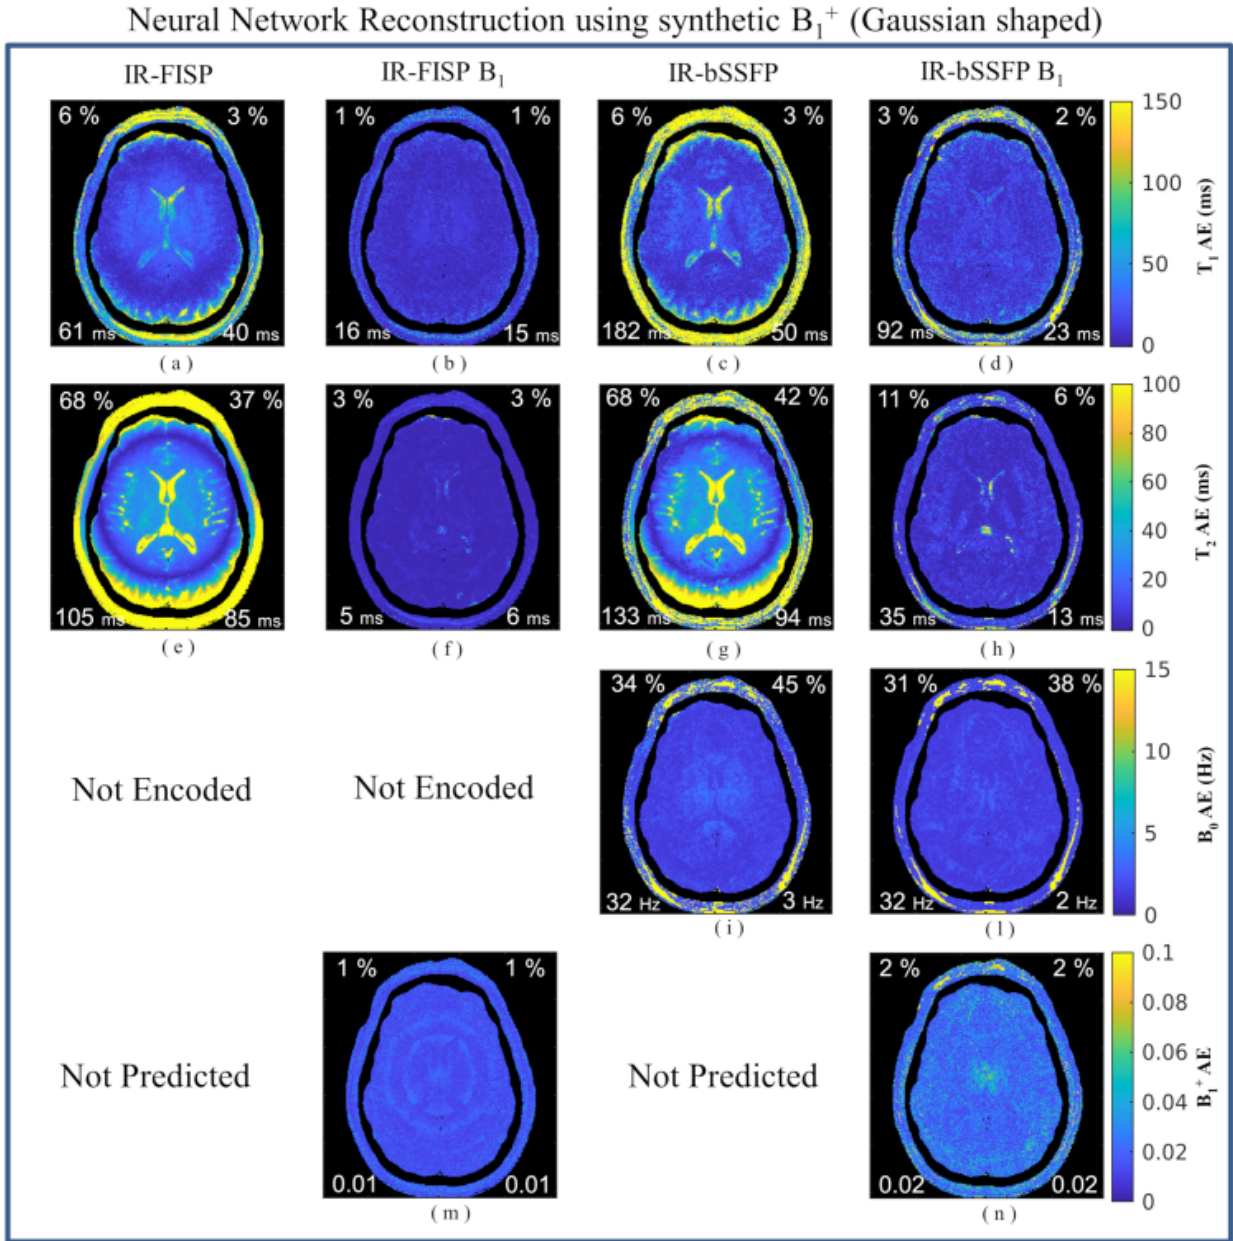 Neural Network Reconstruction using synthetic B₁⁺ (Gaussian shaped)
IR-FISP IR-FISP B₁ IR-bSSFP IR-bSSFP B₁
6 % 3 % 1 % 1 % 6 % 3 % 3 % 2 %
61 ms 40 ms 16 ms 15 ms 182 ms 50 ms 92 ms 23 ms
150
100
50
0
T₁ AE (ms)
( a ) ( b ) ( c ) ( d )
68 % 37 % 3 % 3 % 68 % 42 % 11 % 6 %
105 ms 85 ms 5 ms 6 ms 133 ms 94 ms 35 ms 13 ms
100
80
60
40
20
0
T₂ AE (ms)
( e ) ( f ) ( g ) ( h )
Not Encoded Not Encoded
34 % 45 % 31 % 38 %
32 Hz 3 Hz 32 Hz 2 Hz
15
10
5
0
B₀ AE (Hz)
( i ) ( l )
Not Predicted
1 % 1 %
0.01 0.01
Not Predicted
2 % 2 %
0.02 0.02
0.1
0.08
0.06
0.04
0.02
0
B₁⁺ AE
( m ) ( n )